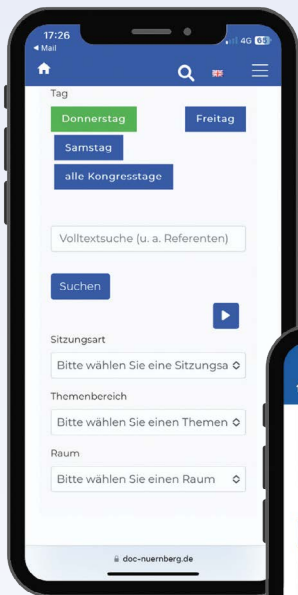 17:26
4G 65
◀ Mail
Tag
Donnerstag
Freitag
Samstag
alle Kongresstage
Volltextsuche (u. a. Referenten)
Suchen
Sitzungsart
Bitte wählen Sie eine Sitzungsa
Themenbereich
Bitte wählen Sie einen Themen
Raum
Bitte wählen Sie einen Raum
doc-nuernberg.de